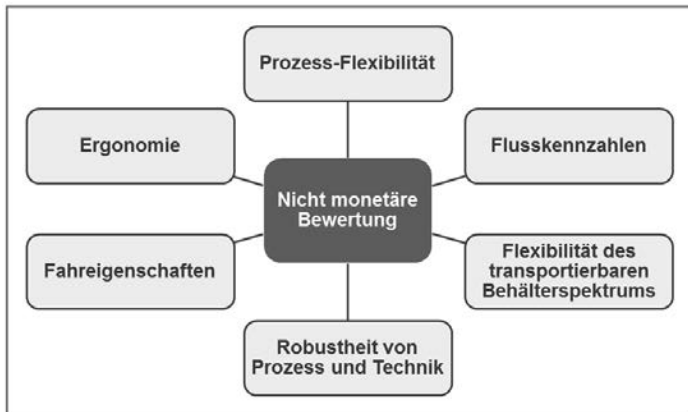 Prozess-Flexibilität
Ergonomie
Flusskennzahlen
Nicht monetäre
Bewertung
Fahreigenschaften
Flexibilität des
transportierbaren
Behälterspektrums
Robustheit von
Prozess und Technik